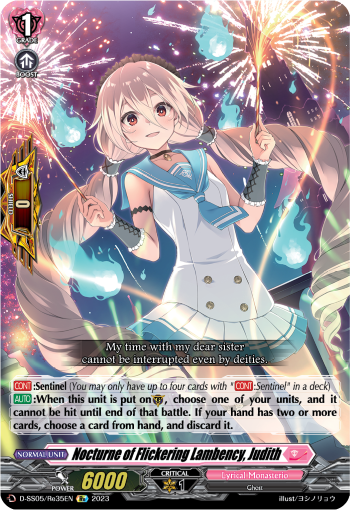 1
GRADE
BOOST
0
My time with my dear sister
cannot be interrupted even by deities.
CONT:Sentinel (You may only have up to four cards with "CONT:Sentinel" in a deck)
AUTO:When this unit is put on G, choose one of your units, and it
cannot be hit until end of that battle. If your hand has two or more
cards, choose a card from hand, and discard it.
NORMAL UNIT
Nocturne of Flickering Lambency, Judith
POWER 6000
CRITICAL
1
Lyrical Monasterio
Ghost
D-SS05/Re35EN
2023
illust/ヨシノリョウ